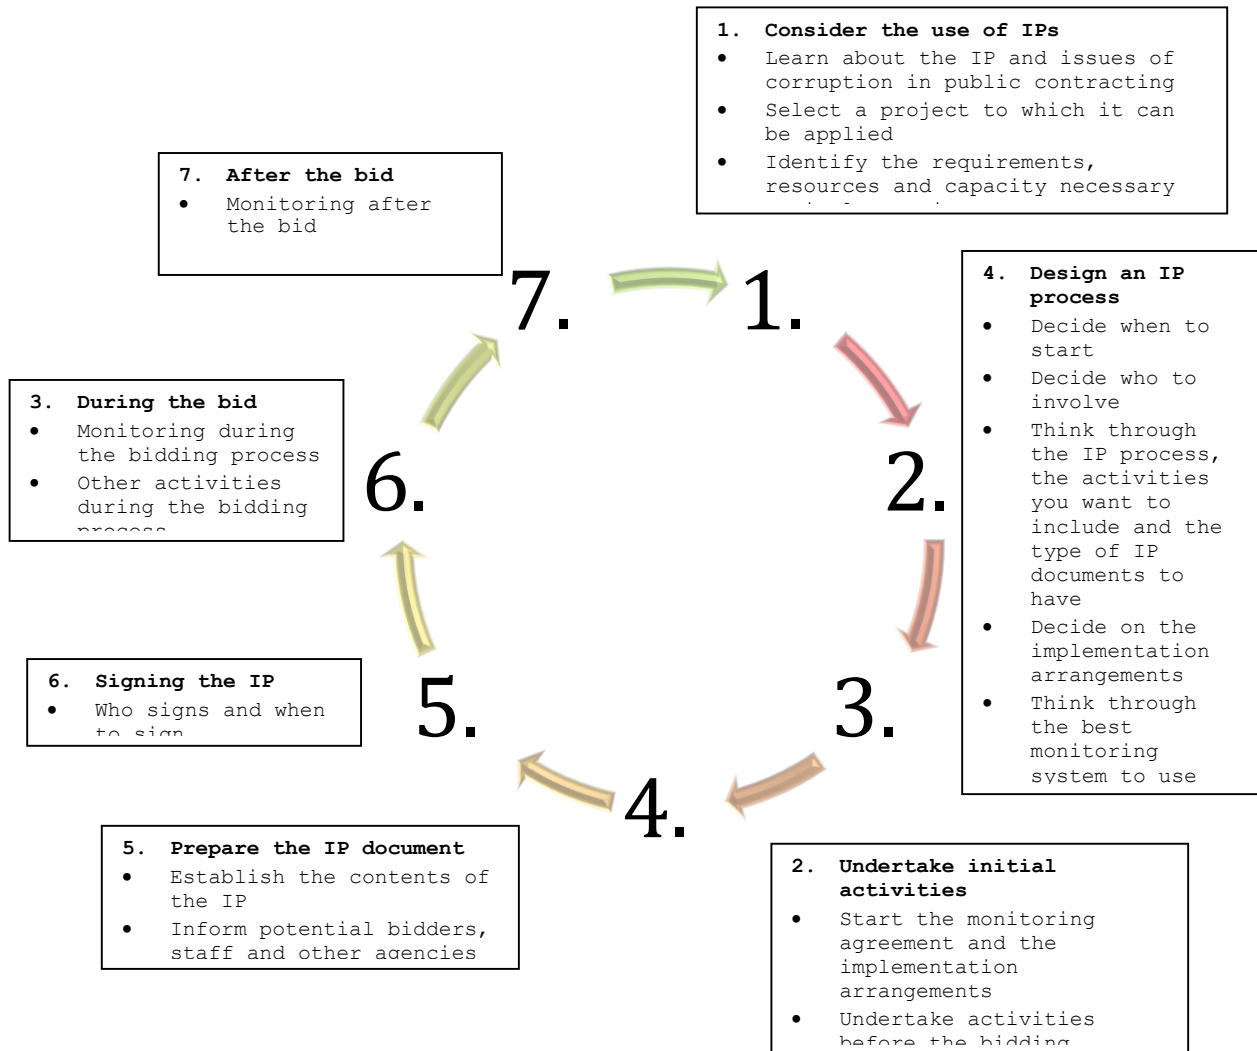 1. Consider the use of IPs
• Learn about the IP and issues of
corruption in public contracting
• Select a project to which it can
be applied
• Identify the requirements,
resources and capacity necessary
7. After the bid
• Monitoring after
the bid
7.
1.
4. Design an IP
process
• Decide when to
start
• Decide who to
involve
• Think through
the IP process,
the activities
you want to
include and the
type of IP
documents to
have
• Decide on the
implementation
arrangements
• Think through
the best
monitoring
system to use
3. During the bid
• Monitoring during
the bidding process
• Other activities
during the bidding
process
6.
2.
6. Signing the IP
• Who signs and when
to sign
5.
3.
4.
5. Prepare the IP document
• Establish the contents of
the IP
• Inform potential bidders,
staff and other agencies
2. Undertake initial
activities
• Start the monitoring
agreement and the
implementation
arrangements
• Undertake activities
before the bidding